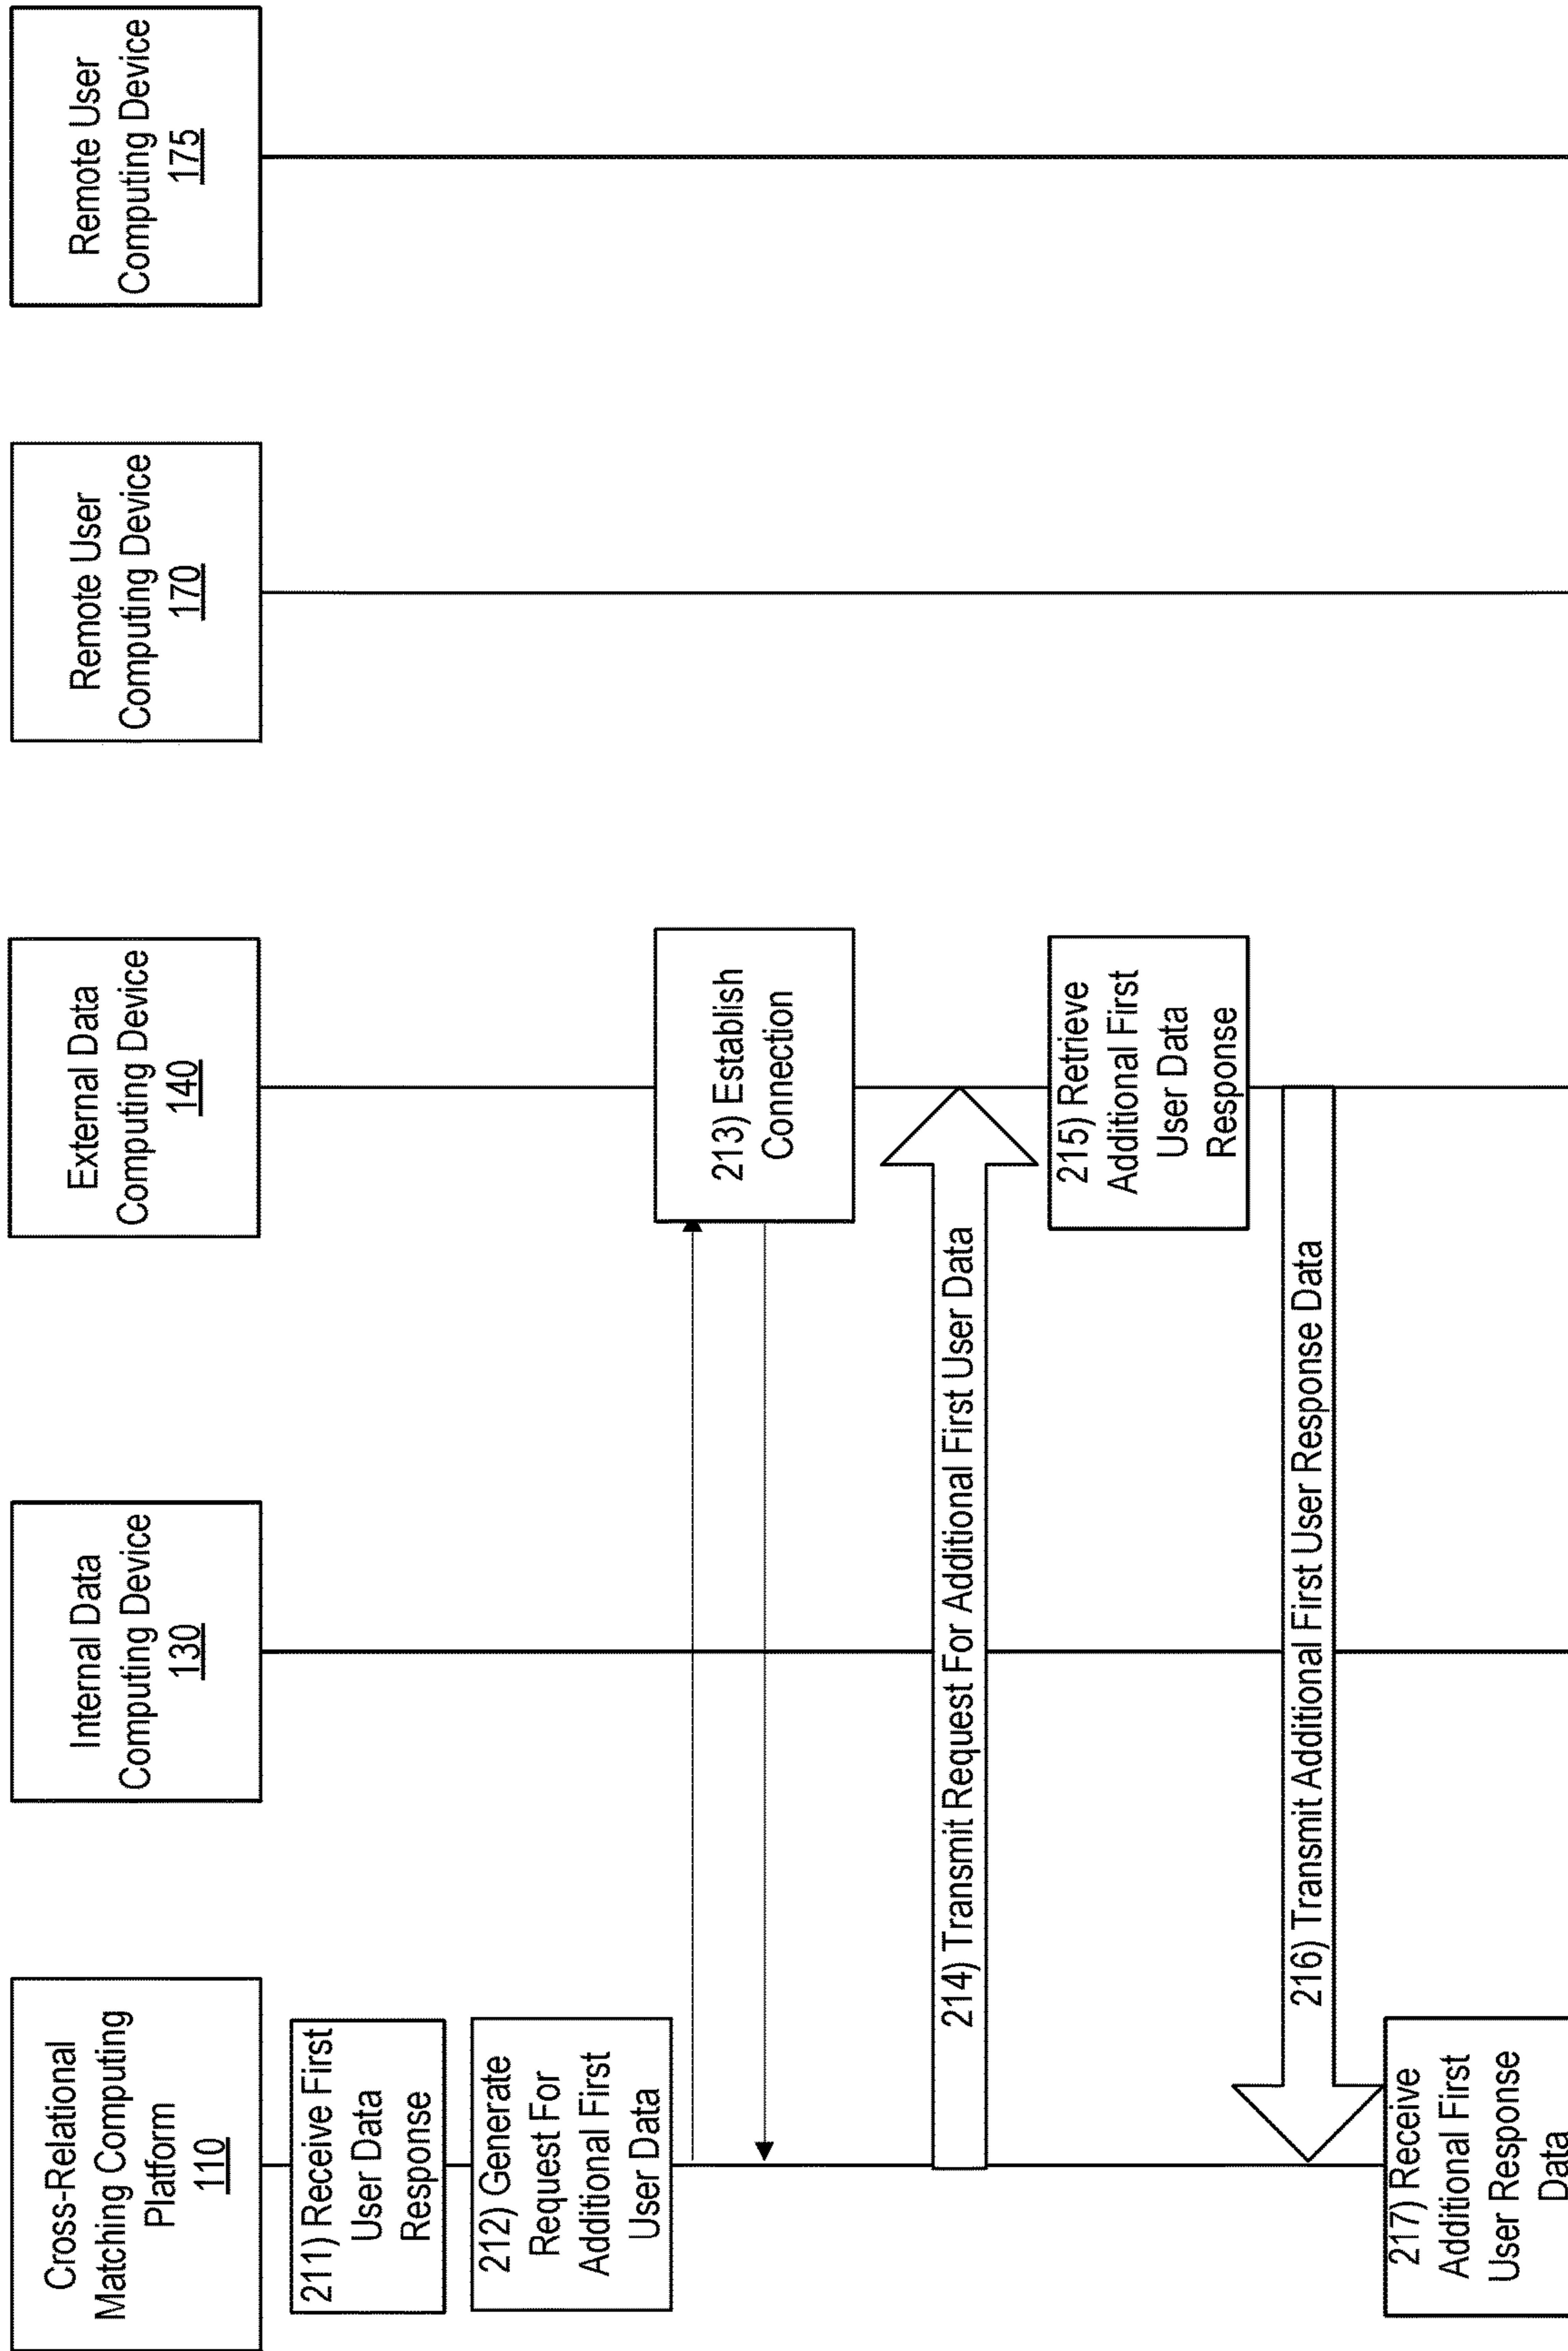 Cross-Relational
Matching Computing
Platform
110
Internal Data
Computing Device
130
External Data
Computing Device
140
Remote User
Computing Device
170
Remote User
Computing Device
175
211) Receive First
User Data
Response
212) Generate
Request For
Additional First
User Data
213) Establish
Connection
214) Transmit Request For Additional First User Data
215) Retrieve
Additional First
User Data
Response
216) Transmit Additional First User Response Data
217) Receive
Additional First
User Response
Data